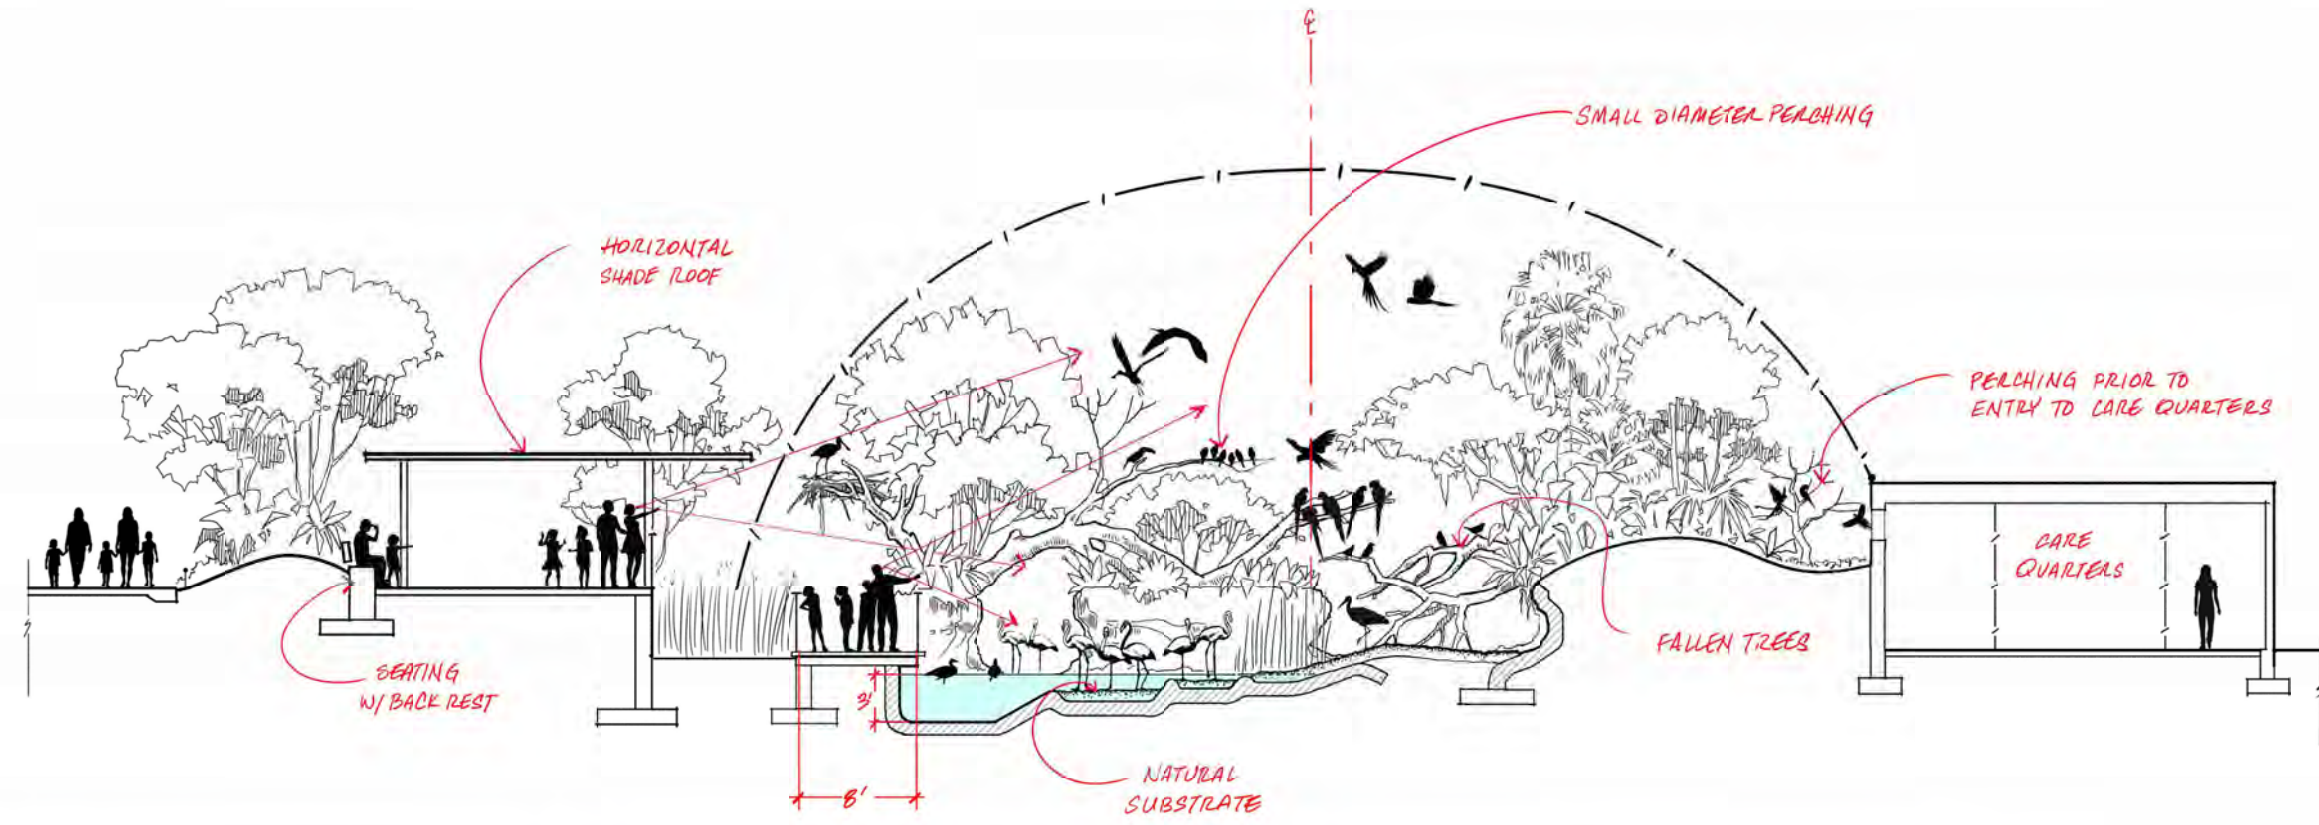 ℄
SMALL DIAMETER PERCHING
HORIZONTAL
SHADE ROOF
PERCHING PRIOR TO
ENTRY TO CARE QUARTERS
CARE
QUARTERS
FALLEN TREES
SEATING
W/ BACK REST
3'
8'
NATURAL
SUBSTRATE